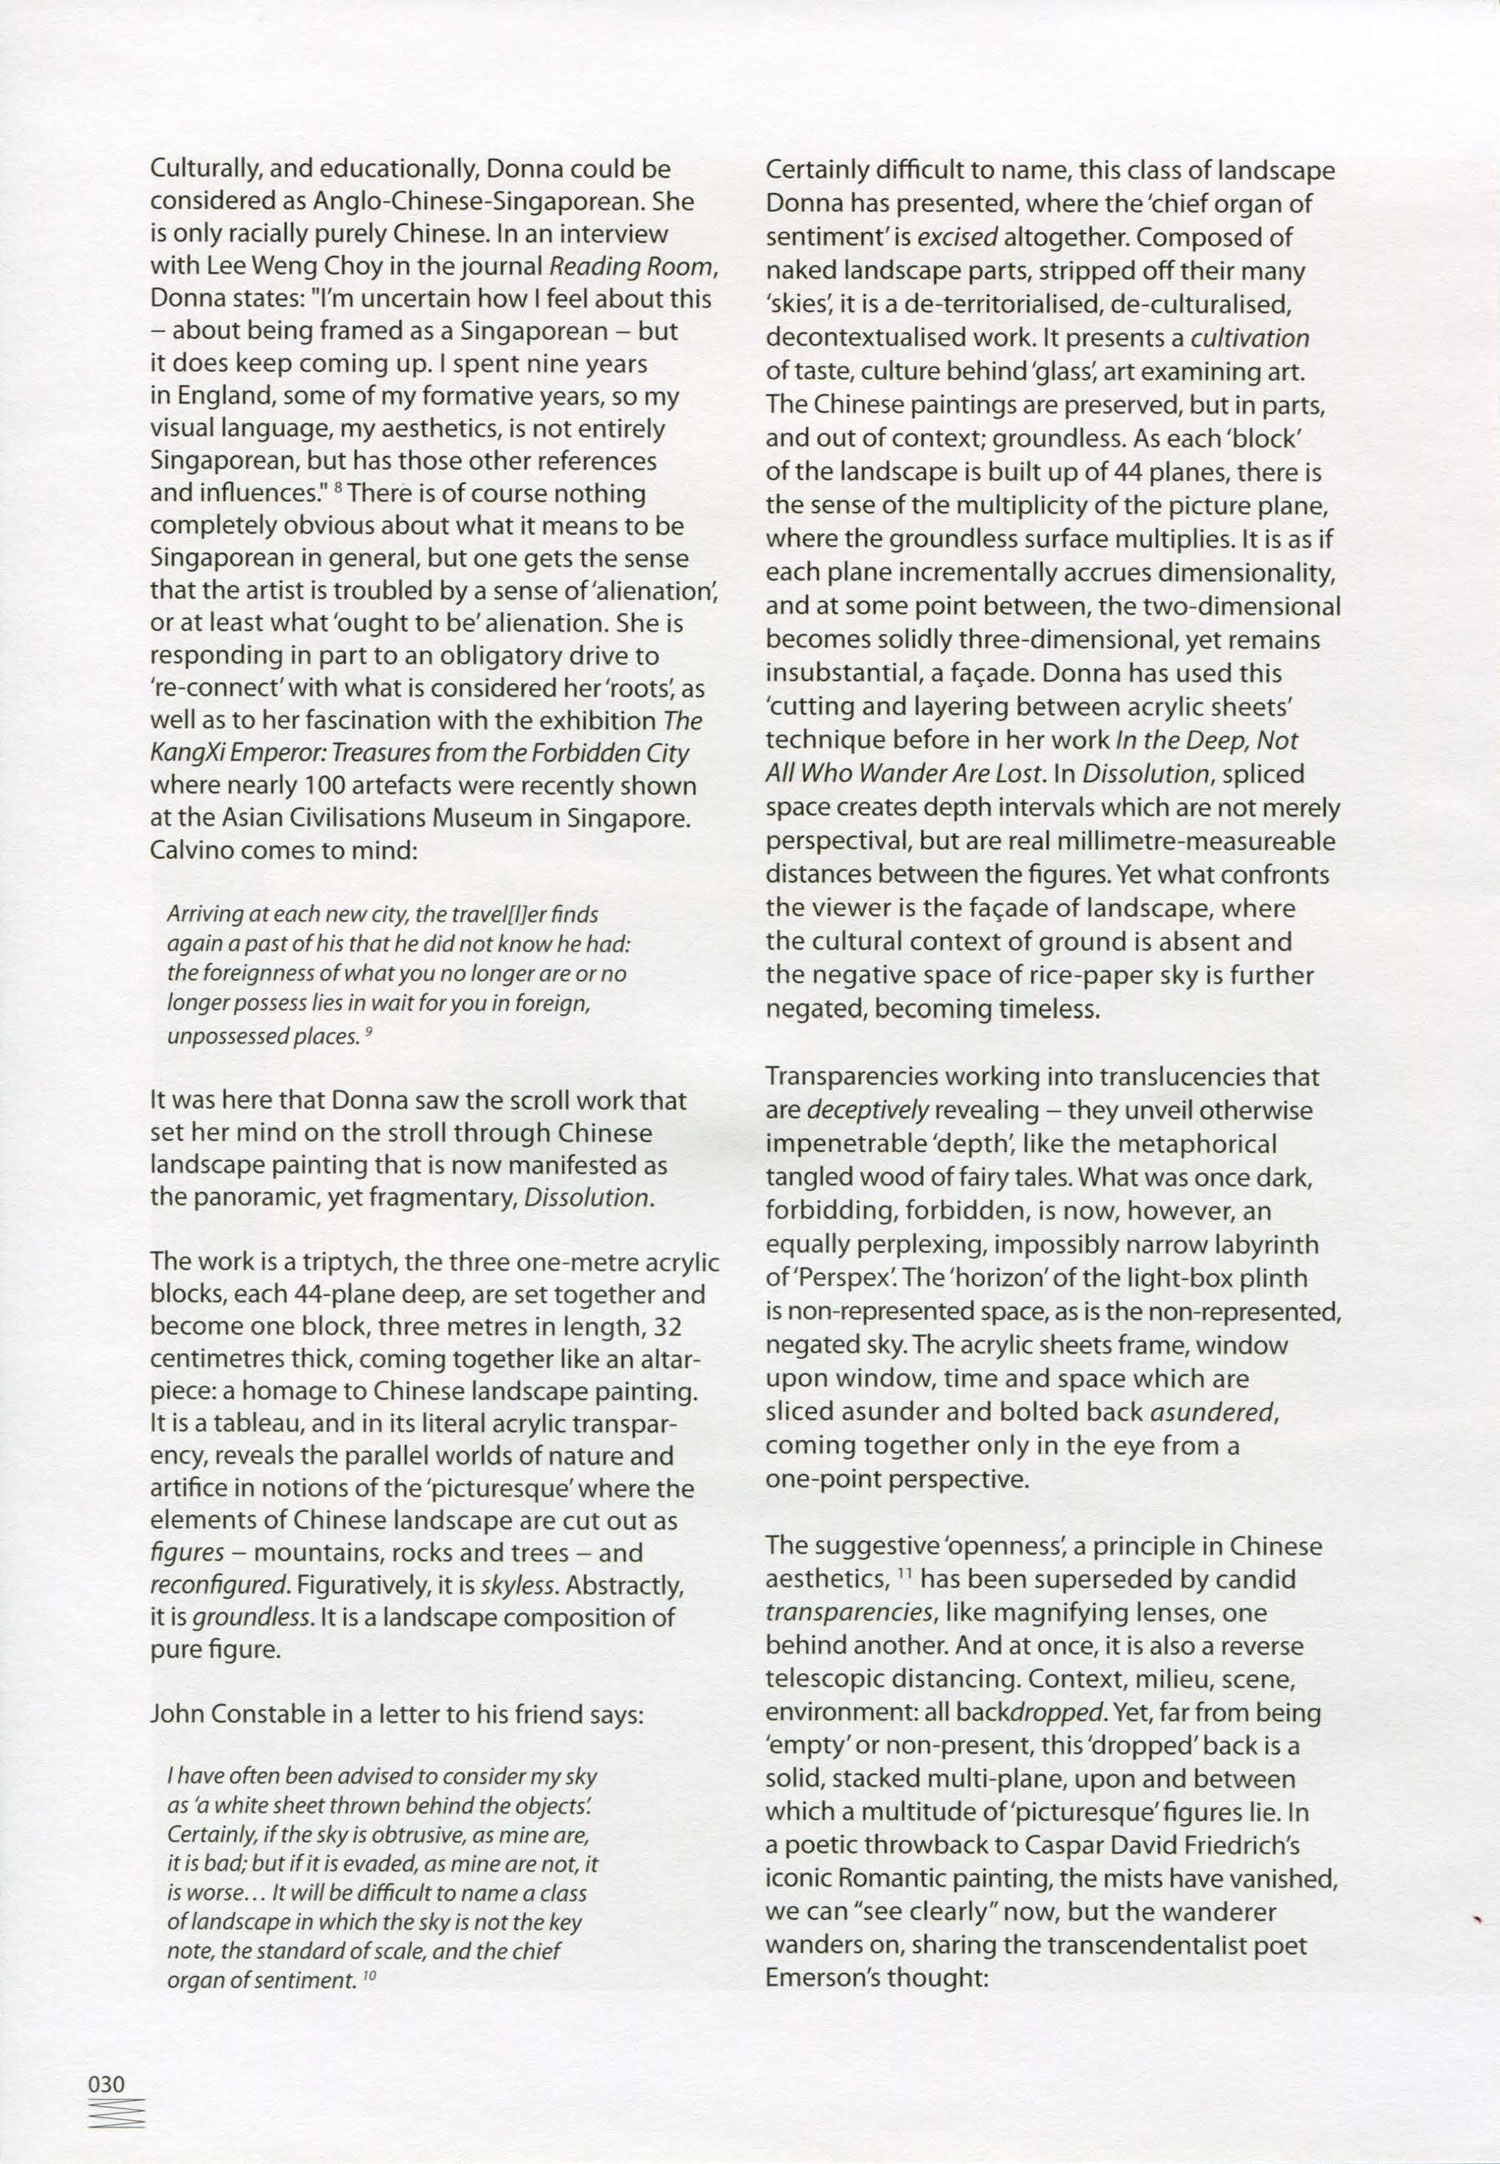 Culturally, and educationally, Donna could be
considered as Anglo-Chinese-Singaporean. She
is only racially purely Chinese. In an interview
with Lee Weng Choy in the journal Reading Room,
Donna states: "I'm uncertain how I feel about this
– about being framed as a Singaporean – but
it does keep coming up. I spent nine years
in England, some of my formative years, so my
visual language, my aesthetics, is not entirely
Singaporean, but has those other references
and influences." 8 There is of course nothing
completely obvious about what it means to be
Singaporean in general, but one gets the sense
that the artist is troubled by a sense of 'alienation',
or at least what 'ought to be' alienation. She is
responding in part to an obligatory drive to
're-connect' with what is considered her 'roots', as
well as to her fascination with the exhibition The
KangXi Emperor: Treasures from the Forbidden City
where nearly 100 artefacts were recently shown
at the Asian Civilisations Museum in Singapore.
Calvino comes to mind:
Arriving at each new city, the travel[l]er finds
again a past of his that he did not know he had:
the foreignness of what you no longer are or no
longer possess lies in wait for you in foreign,
unpossessed places. 9
It was here that Donna saw the scroll work that
set her mind on the stroll through Chinese
landscape painting that is now manifested as
the panoramic, yet fragmentary, Dissolution.
The work is a triptych, the three one-metre acrylic
blocks, each 44-plane deep, are set together and
become one block, three metres in length, 32
centimetres thick, coming together like an altar-
piece: a homage to Chinese landscape painting.
It is a tableau, and in its literal acrylic transpar-
ency, reveals the parallel worlds of nature and
artifice in notions of the 'picturesque' where the
elements of Chinese landscape are cut out as
figures – mountains, rocks and trees – and
reconfigured. Figuratively, it is skyless. Abstractly,
it is groundless. It is a landscape composition of
pure figure.
John Constable in a letter to his friend says:
I have often been advised to consider my sky
as 'a white sheet thrown behind the objects'.
Certainly, if the sky is obtrusive, as mine are,
it is bad; but if it is evaded, as mine are not, it
is worse... It will be difficult to name a class
of landscape in which the sky is not the key
note, the standard of scale, and the chief
organ of sentiment. 10
Certainly difficult to name, this class of landscape
Donna has presented, where the 'chief organ of
sentiment' is excised altogether. Composed of
naked landscape parts, stripped off their many
'skies', it is a de-territorialised, de-culturalised,
decontextualised work. It presents a cultivation
of taste, culture behind 'glass', art examining art.
The Chinese paintings are preserved, but in parts,
and out of context; groundless. As each 'block'
of the landscape is built up of 44 planes, there is
the sense of the multiplicity of the picture plane,
where the groundless surface multiplies. It is as if
each plane incrementally accrues dimensionality,
and at some point between, the two-dimensional
becomes solidly three-dimensional, yet remains
insubstantial, a façade. Donna has used this
'cutting and layering between acrylic sheets'
technique before in her work In the Deep, Not
All Who Wander Are Lost. In Dissolution, spliced
space creates depth intervals which are not merely
perspectival, but are real millimetre-measureable
distances between the figures. Yet what confronts
the viewer is the façade of landscape, where
the cultural context of ground is absent and
the negative space of rice-paper sky is further
negated, becoming timeless.
Transparencies working into translucencies that
are deceptively revealing – they unveil otherwise
impenetrable 'depth', like the metaphorical
tangled wood of fairy tales. What was once dark,
forbidding, forbidden, is now, however, an
equally perplexing, impossibly narrow labyrinth
of 'Perspex'. The 'horizon' of the light-box plinth
is non-represented space, as is the non-represented,
negated sky. The acrylic sheets frame, window
upon window, time and space which are
sliced asunder and bolted back asundered,
coming together only in the eye from a
one-point perspective.
The suggestive 'openness', a principle in Chinese
aesthetics, 11 has been superseded by candid
transparencies, like magnifying lenses, one
behind another. And at once, it is also a reverse
telescopic distancing. Context, milieu, scene,
environment: all backdropped. Yet, far from being
'empty' or non-present, this 'dropped' back is a
solid, stacked multi-plane, upon and between
which a multitude of 'picturesque' figures lie. In
a poetic throwback to Caspar David Friedrich's
iconic Romantic painting, the mists have vanished,
we can "see clearly" now, but the wanderer
wanders on, sharing the transcendentalist poet
Emerson's thought:
030